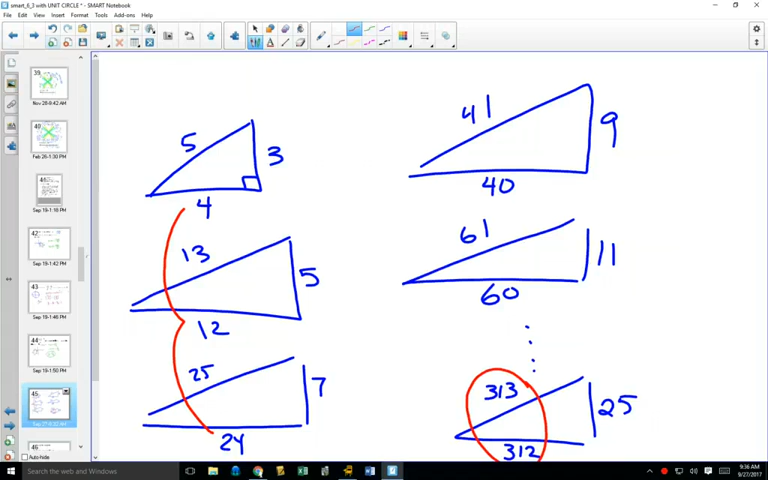 smart_6_3 with UNIT CIRCLE * - SMART Notebook
File Edit View Insert Format Tools Add-ons Help
39
Nov 28-9:42 AM
40
Feb 26-1:30 PM
Sep 19-1:18 PM
42
Sep 19-1:42 PM
43
Sep 19-1:46 PM
44
Sep 19-1:50 PM
45
46
Auto-hide
5
3
4
13
5
12
25
7
24
41
9
40
61
11
60
313
25
312
Search the web and Windows
9:36 AM
9/27/2017